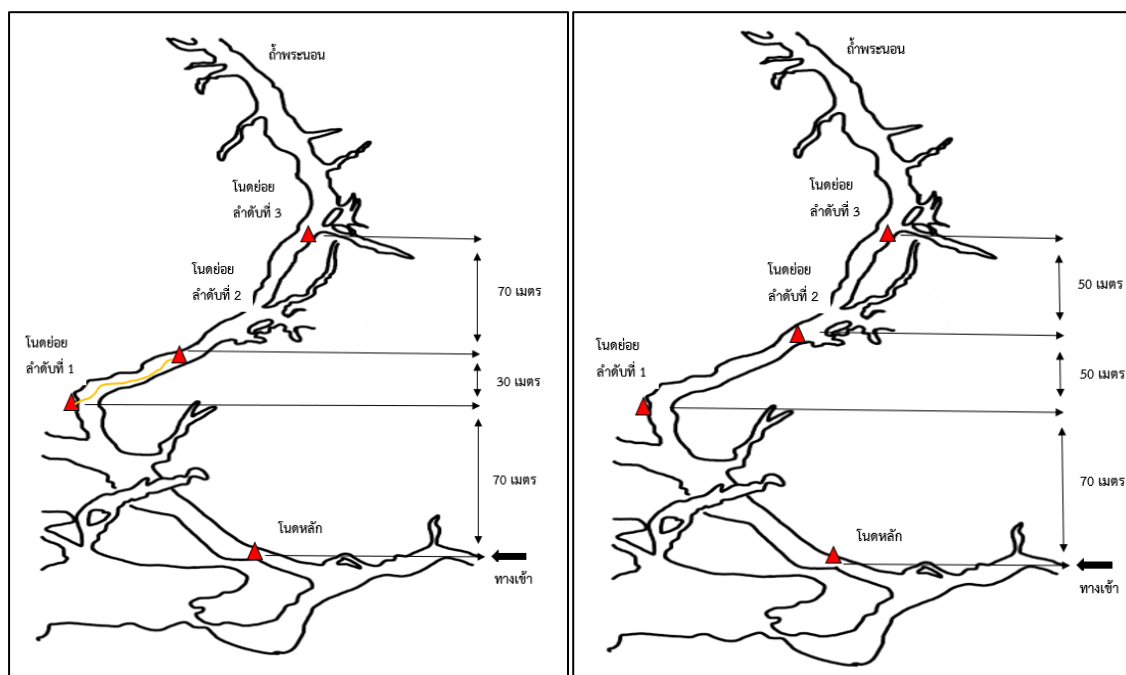 ถ้ำพระนอน
โนดย่อย
ลำดับที่ 3
โนดย่อย
ลำดับที่ 2
70 เมตร
โนดย่อย
ลำดับที่ 1
30 เมตร
70 เมตร
โนดหลัก
ทางเข้า
ถ้ำพระนอน
โนดย่อย
ลำดับที่ 3
โนดย่อย
ลำดับที่ 2
50 เมตร
โนดย่อย
ลำดับที่ 1
50 เมตร
70 เมตร
โนดหลัก
ทางเข้า